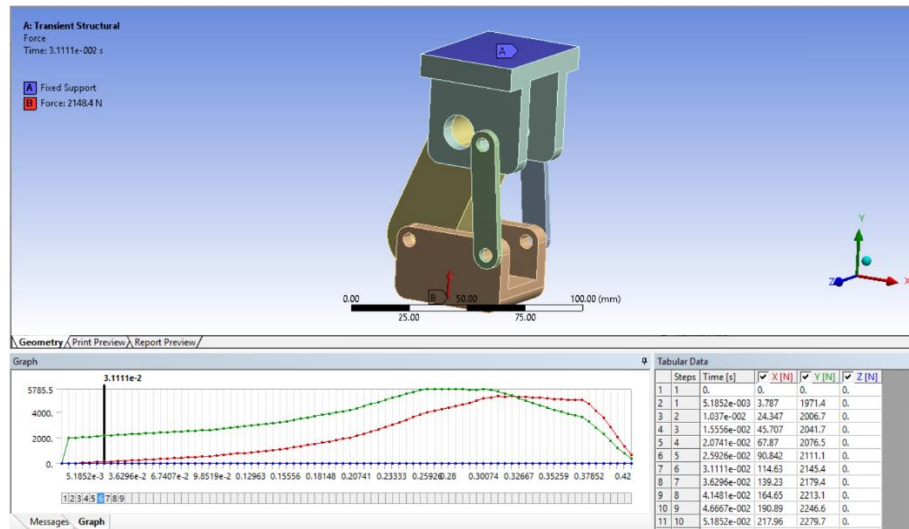 A: Transient Structural
Force
Time: 3.1111e-002 s
A Fixed Support
B Force: 2148.4 N
A
B
0.00 50.00 100.00 (mm)
25.00 75.00
Y
Z X
Geometry Print Preview Report Preview
Graph
3.1111e-2
5785.5
4000.
2000.
0.
5.1852e-3 3.6296e-2 6.7407e-2 9.8519e-2 0.12963 0.15556 0.18148 0.20741 0.23333 0.25926 0.28 0.30074 0.32667 0.35259 0.37852 0.42
1 2 3 4 5 6 7 8 9
Messages Graph
Tabular Data
Steps Time [s] X [N] Y [N] Z [N]
1 1 0. 0. 0. 0.
2 1 5.1852e-003 3.787 1971.4 0.
3 2 1.037e-002 24.347 2006.7 0.
4 3 1.5556e-002 45.707 2041.7 0.
5 4 2.0741e-002 67.87 2076.5 0.
6 5 2.5926e-002 90.842 2111.1 0.
7 6 3.1111e-002 114.63 2145.4 0.
8 7 3.6296e-002 139.23 2179.4 0.
9 8 4.1481e-002 164.65 2213.1 0.
10 9 4.6667e-002 190.89 2246.6 0.
11 10 5.1852e-002 217.96 2279.7 0.